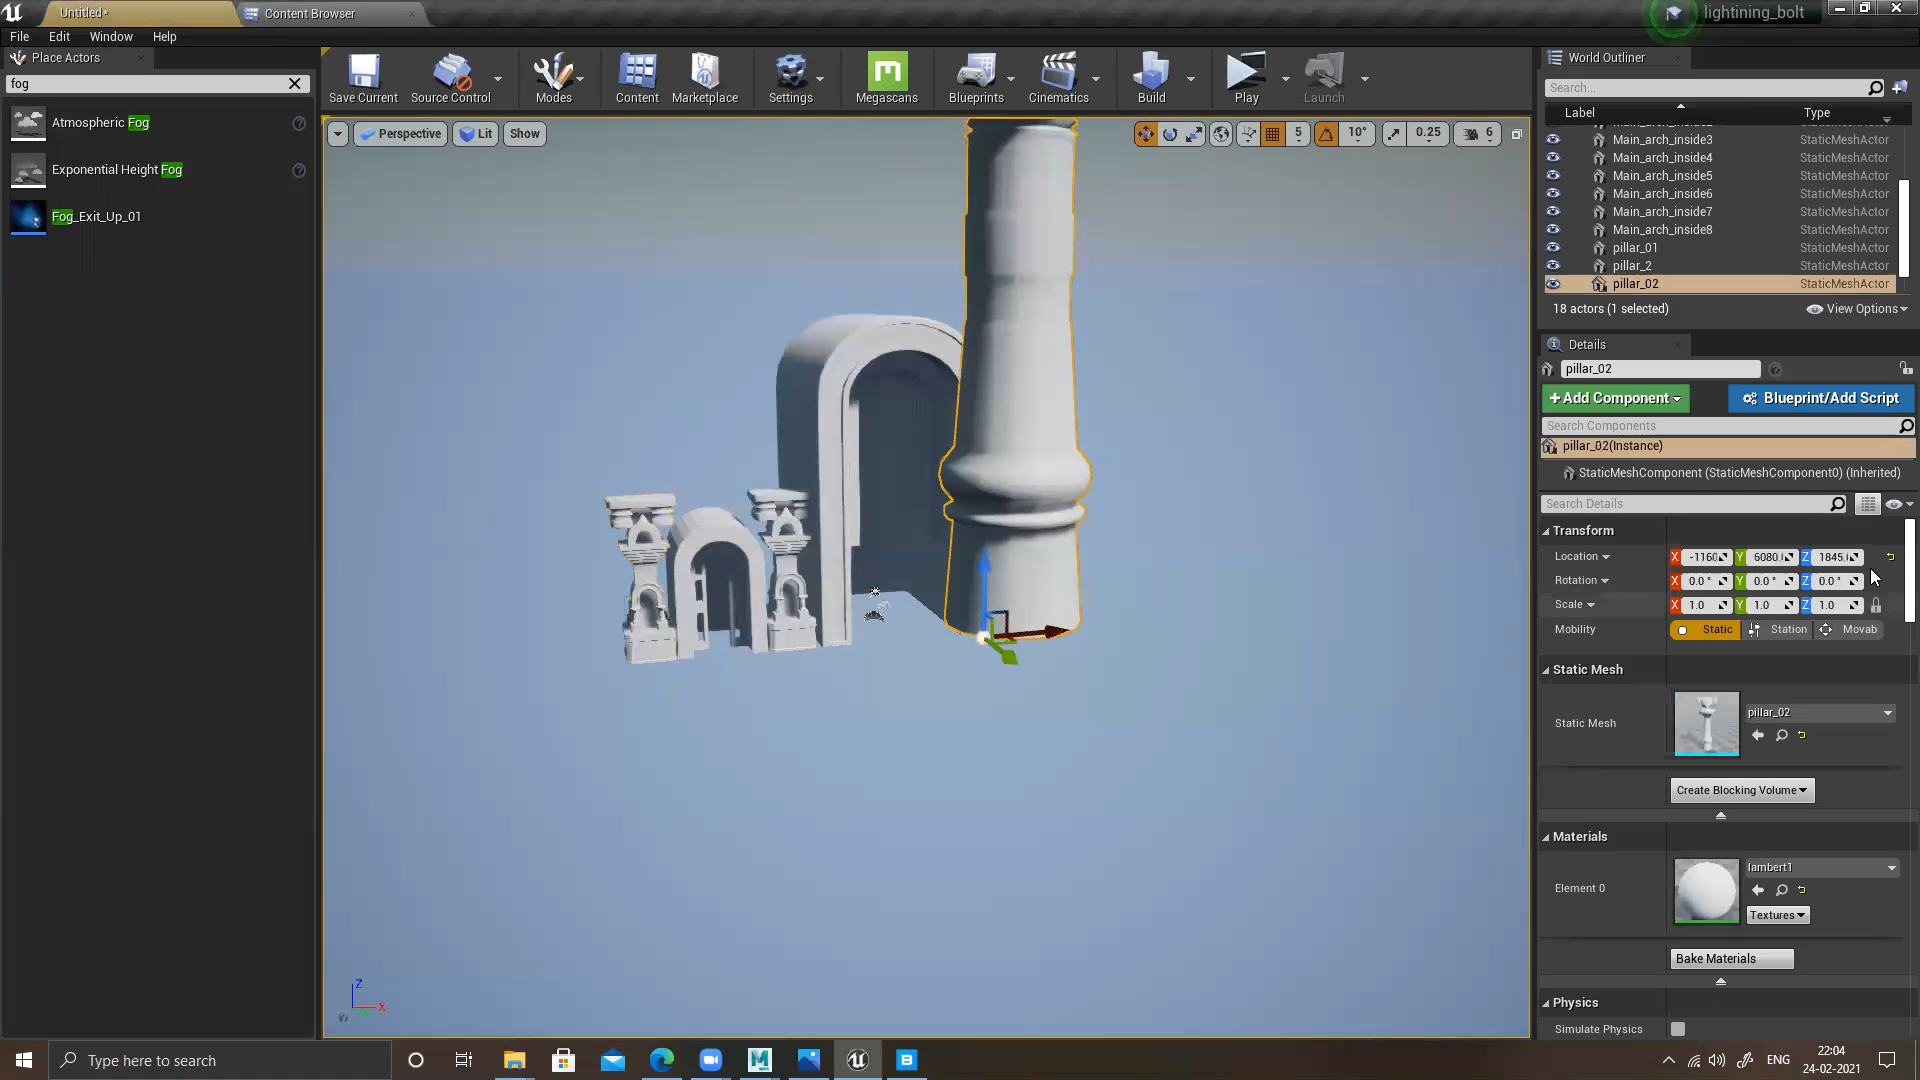 Untitled*
Content Browser
lightining_bolt
File Edit Window Help
Place Actors
fog
Atmospheric Fog
Exponential Height Fog
Fog_Exit_Up_01
Save Current
Source Control
Modes
Content
Marketplace
Settings
Megascans
Blueprints
Cinematics
Build
Play
Launch
Perspective
Lit
Show
5
10°
0.25
6
World Outliner
Search...
Label
Type
Main_arch_inside3 StaticMeshActor
Main_arch_inside4 StaticMeshActor
Main_arch_inside5 StaticMeshActor
Main_arch_inside6 StaticMeshActor
Main_arch_inside7 StaticMeshActor
Main_arch_inside8 StaticMeshActor
pillar_01 StaticMeshActor
pillar_2 StaticMeshActor
pillar_02 StaticMeshActor
18 actors (1 selected)
View Options
Details
pillar_02
+Add Component
Blueprint/Add Script
Search Components
pillar_02(Instance)
StaticMeshComponent (StaticMeshComponent0) (Inherited)
Search Details
Transform
Location X -1160 Y 6080. Z 1845.
Rotation X 0.0 ° Y 0.0 ° Z 0.0 °
Scale X 1.0 Y 1.0 Z 1.0
Mobility Static Station Movab
Static Mesh
Static Mesh
pillar_02
Create Blocking Volume
Materials
Element 0
lambert1
Textures
Bake Materials
Physics
Simulate Physics
Z
X
Type here to search
ENG
22:04
24-02-2021